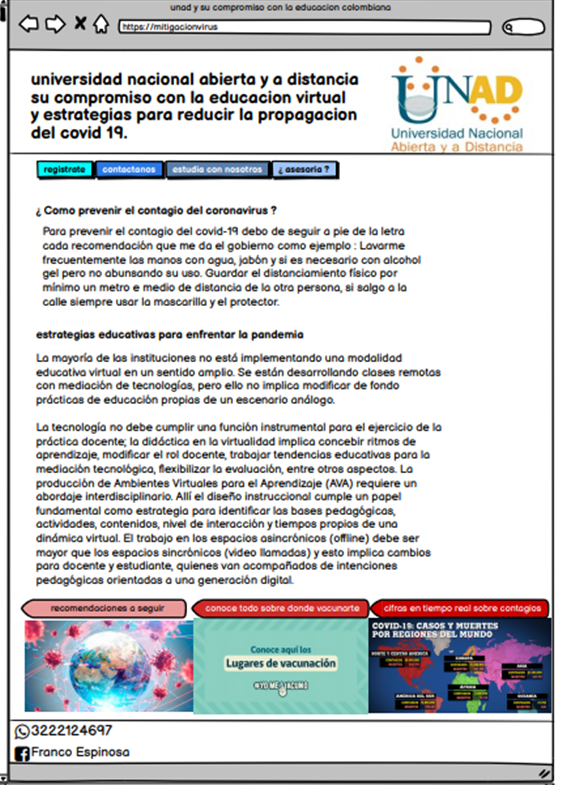 unad y su compromiso con la educacion colombiana
https://mitigacionvirus
universidad nacional abierta y a distancia
su compromiso con la educacion virtual
y estrategias para reducir la propagacion
del covid 19.
UNAD
Universidad Nacional
Abierta y a Distancia
registrate contactanos estudia con nosotros ¿ asesoria ?
¿ Como prevenir el contagio del coronavirus ?
Para prevenir el contagio del covid-19 debo de seguir a pie de la letra
cada recomendación que me da el gobierno como ejemplo : Lavarme
frecuentemente las manos con agua, jabón y si es necesario con alcohol
gel pero no abunsando su uso. Guardar el distanciamiento físico por
mínimo un metro e medio de distancia de la otra persona, si salgo a la
calle siempre usar la mascarilla y el protector.
estrategias educativas para enfrentar la pandemia
La mayoría de las instituciones no está implementando una modalidad
educativa virtual en un sentido amplio. Se están desarrollando clases remotas
con mediación de tecnologías, pero ello no implica modificar de fondo
prácticas de educación propias de un escenario análogo.
La tecnología no debe cumplir una función instrumental para el ejercicio de la
práctica docente; la didáctica en la virtualidad implica concebir ritmos de
aprendizaje, modificar el rol docente, trabajar tendencias educativas para la
mediación tecnológica, flexibilizar la evaluación, entre otros aspectos. La
producción de Ambientes Virtuales para el Aprendizaje (AVA) requiere un
abordaje interdisciplinario. Allí el diseño instruccional cumple un papel
fundamental como estrategia para identificar las bases pedagógicas,
actividades, contenidos, nivel de interacción y tiempos propios de una
dinámica virtual. El trabajo en los espacios asincrónicos (offline) debe ser
mayor que los espacios sincrónicos (video llamadas) y esto implica cambios
para docente y estudiante, quienes van acompañados de intenciones
pedagógicas orientadas a una generación digital.
recomendaciones a seguir conoce todo sobre donde vacunarte cifras en tiempo real sobre contagios
Conoce aquí los
Lugares de vacunación
#YO ME VACUNO
COVID-19: CASOS Y MUERTES
POR REGIONES DEL MUNDO
NORTE Y CENTRO AMÉRICA
EUROPA
ASIA
ÁFRICA
AMÉRICA DEL SUR
OCEANÍA
3222124697
Franco Espinosa